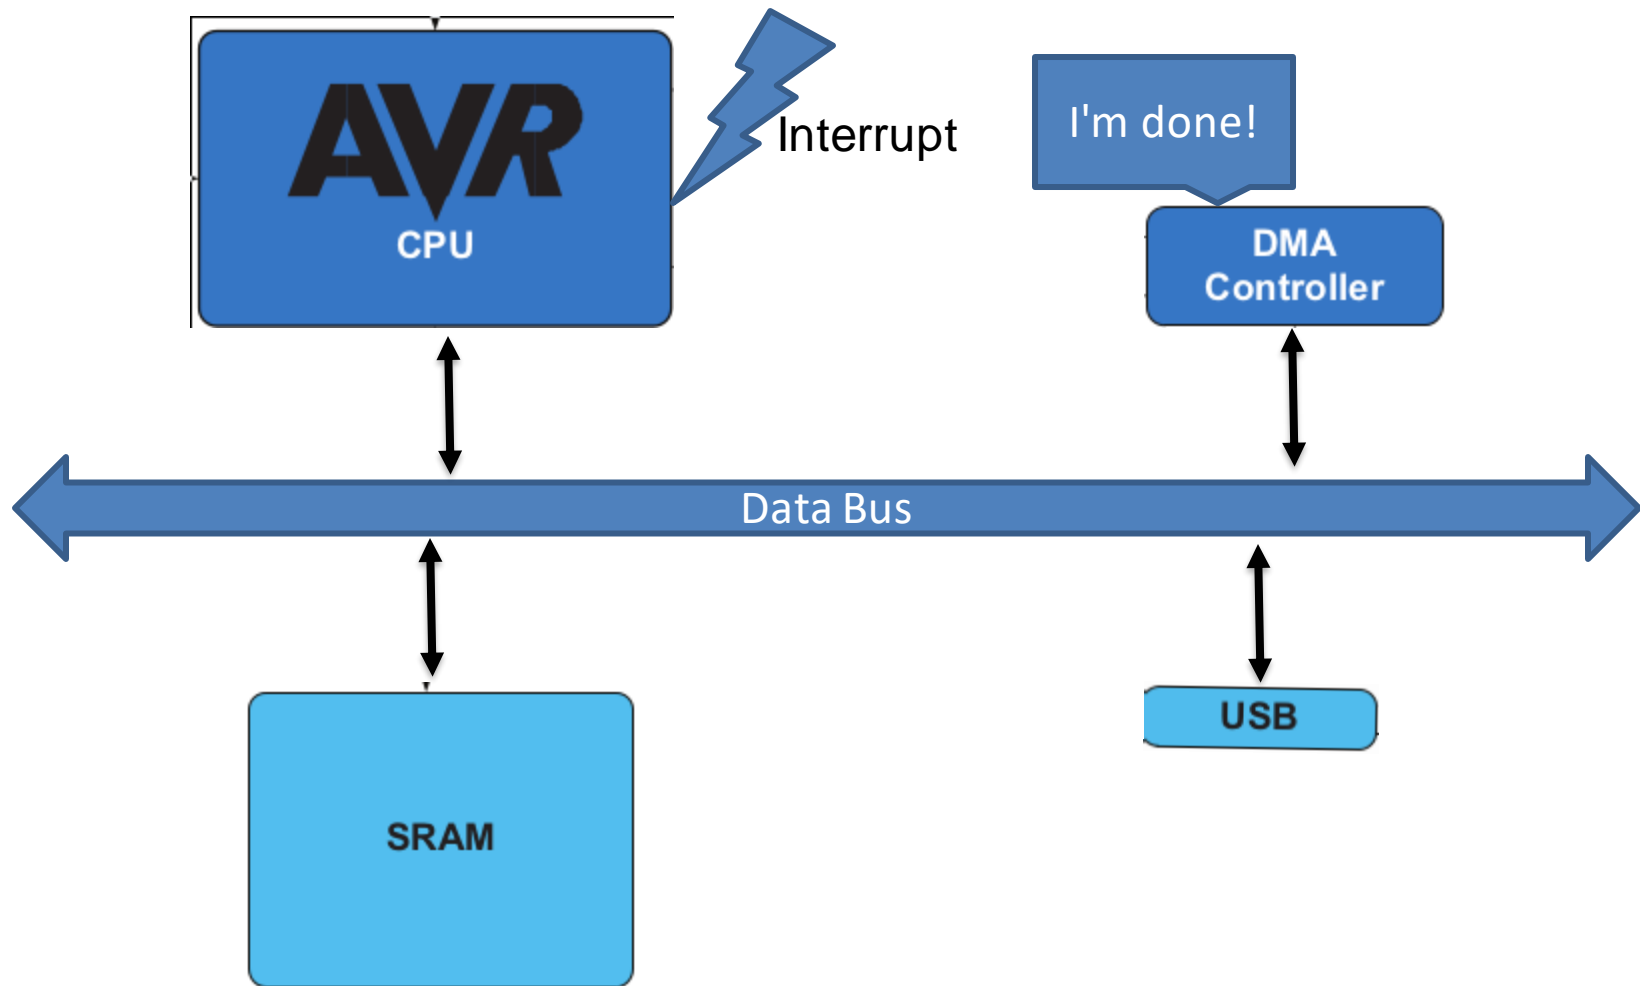 AVR
CPU
Interrupt
I'm done!
DMA
Controller
Data Bus
SRAM
USB